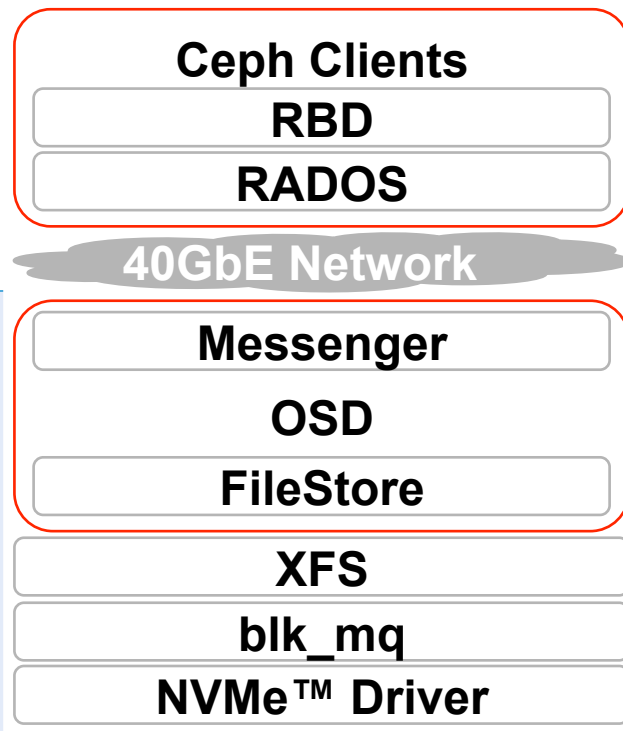 Ceph Clients
RBD
RADOS
40GbE Network
Messenger
OSD
FileStore
XFS
blk_mq
NVMe™ Driver